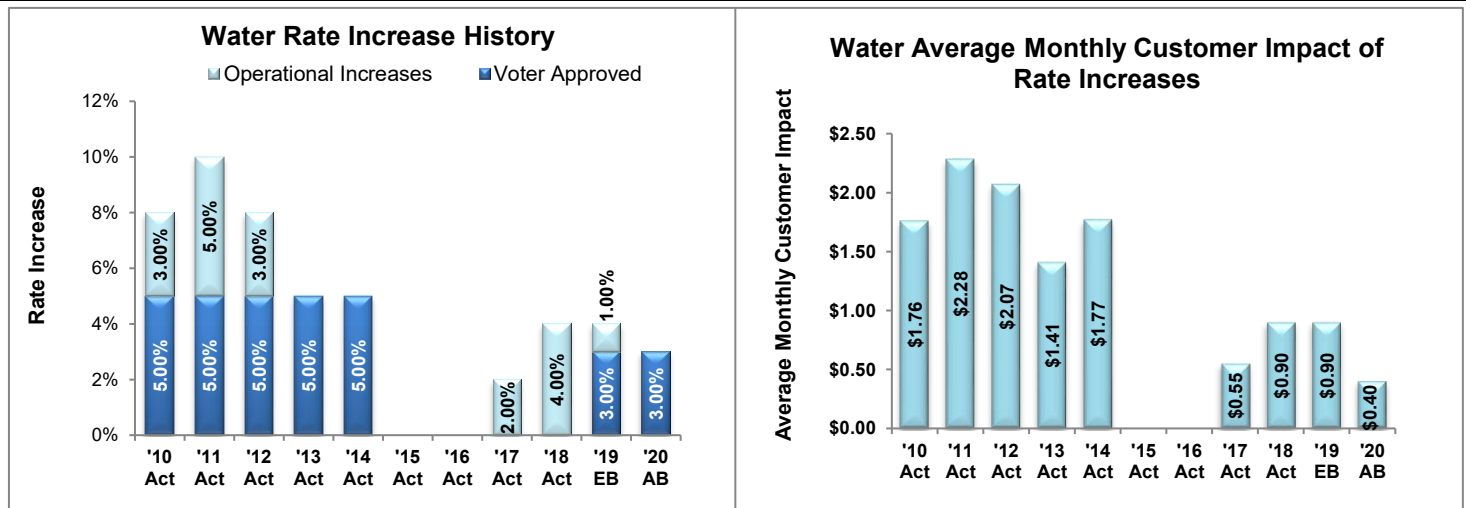 Water Rate Increase History
Operational Increases Voter Approved
Rate Increase
12%
10%
8%
6%
4%
2%
0%
3.00% 5.00% 3.00% 1.00%
5.00% 5.00% 5.00% 5.00% 5.00% 2.00% 4.00% 3.00% 3.00%
'10 '11 '12 '13 '14 '15 '16 '17 '18 '19 '20
Act Act Act Act Act Act Act Act Act EB AB
Water Average Monthly Customer Impact of
Rate Increases
Average Monthly Customer Impact
$2.50
$2.00
$1.50
$1.00
$0.50
$0.00
$1.76 $2.28 $2.07 $1.41 $1.77 $0.55 $0.90 $0.90 $0.40
'10 '11 '12 '13 '14 '15 '16 '17 '18 '19 '20
Act Act Act Act Act Act Act Act Act EB AB